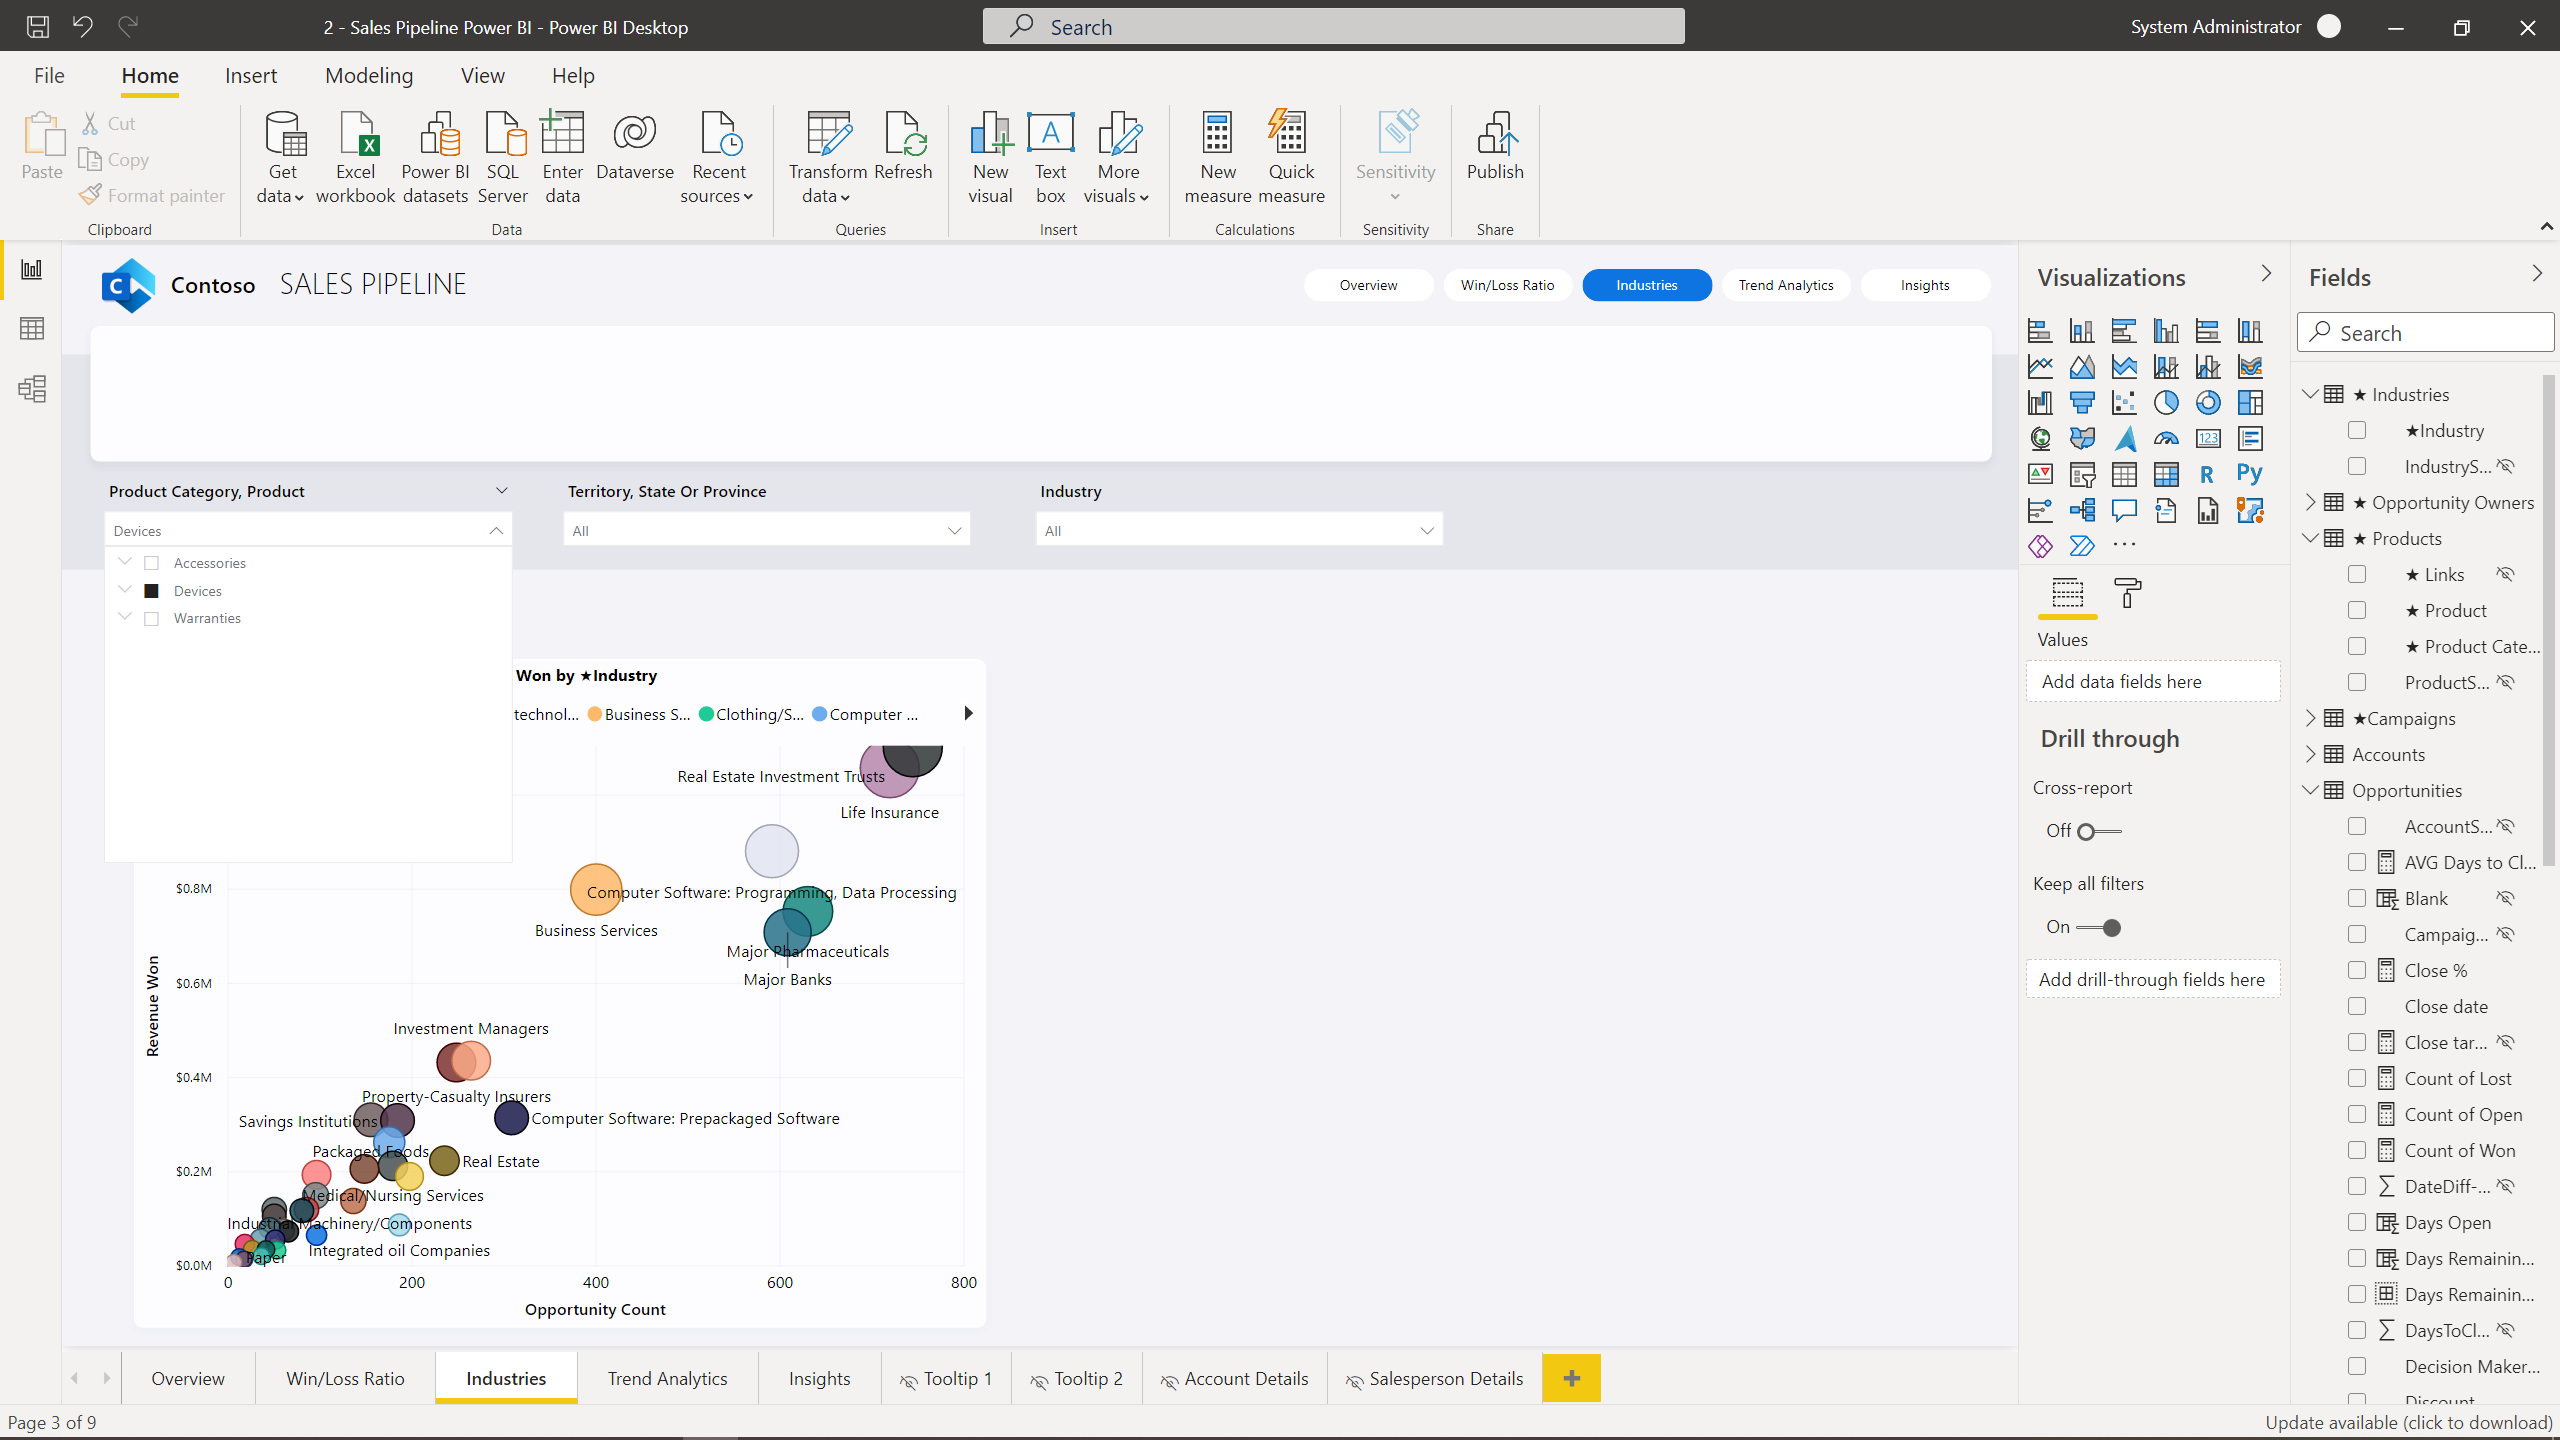 2 - Sales Pipeline Power BI - Power BI Desktop
Search
System Administrator
File
Home
Insert
Modeling
View
Help
Paste
Cut
Copy
Format painter
Clipboard
Get data
Excel workbook
Power BI datasets
SQL Server
Enter data
Dataverse
Recent sources
Data
Transform data
Refresh
Queries
New visual
Text box
More visuals
Insert
New measure
Quick measure
Calculations
Sensitivity
Sensitivity
Publish
Share
C
Contoso
SALES PIPELINE
Overview
Win/Loss Ratio
Industries
Trend Analytics
Insights
Product Category, Product
Devices
Accessories
Devices
Warranties
Territory, State Or Province
All
Industry
All
Won by ★Industry
technol...
Business S...
Clothing/S...
Computer ...
Real Estate Investment Trusts
Life Insurance
Computer Software: Programming, Data Processing
Business Services
Major Pharmaceuticals
Major Banks
Investment Managers
Property-Casualty Insurers
Savings Institutions
Computer Software: Prepackaged Software
Packaged Foods
Real Estate
Medical/Nursing Services
Industrial Machinery/Components
Integrated oil Companies
Paper
Revenue Won
$0.8M
$0.6M
$0.4M
$0.2M
$0.0M
0
200
400
600
800
Opportunity Count
Visualizations
123
R
Py
...
Values
Add data fields here
Drill through
Cross-report
Off
Keep all filters
On
Add drill-through fields here
Fields
Search
★ Industries
★Industry
IndustryS...
★ Opportunity Owners
★ Products
★ Links
★ Product
★ Product Cate...
ProductS...
★Campaigns
Accounts
Opportunities
AccountS...
AVG Days to Cl...
Blank
Campaig...
Close %
Close date
Close tar...
Count of Lost
Count of Open
Count of Won
DateDiff-...
Days Open
Days Remainin...
Days Remainin...
DaysToCl...
Decision Maker...
Discount
Overview
Win/Loss Ratio
Industries
Trend Analytics
Insights
Tooltip 1
Tooltip 2
Account Details
Salesperson Details
+
Page 3 of 9
Update available (click to download)